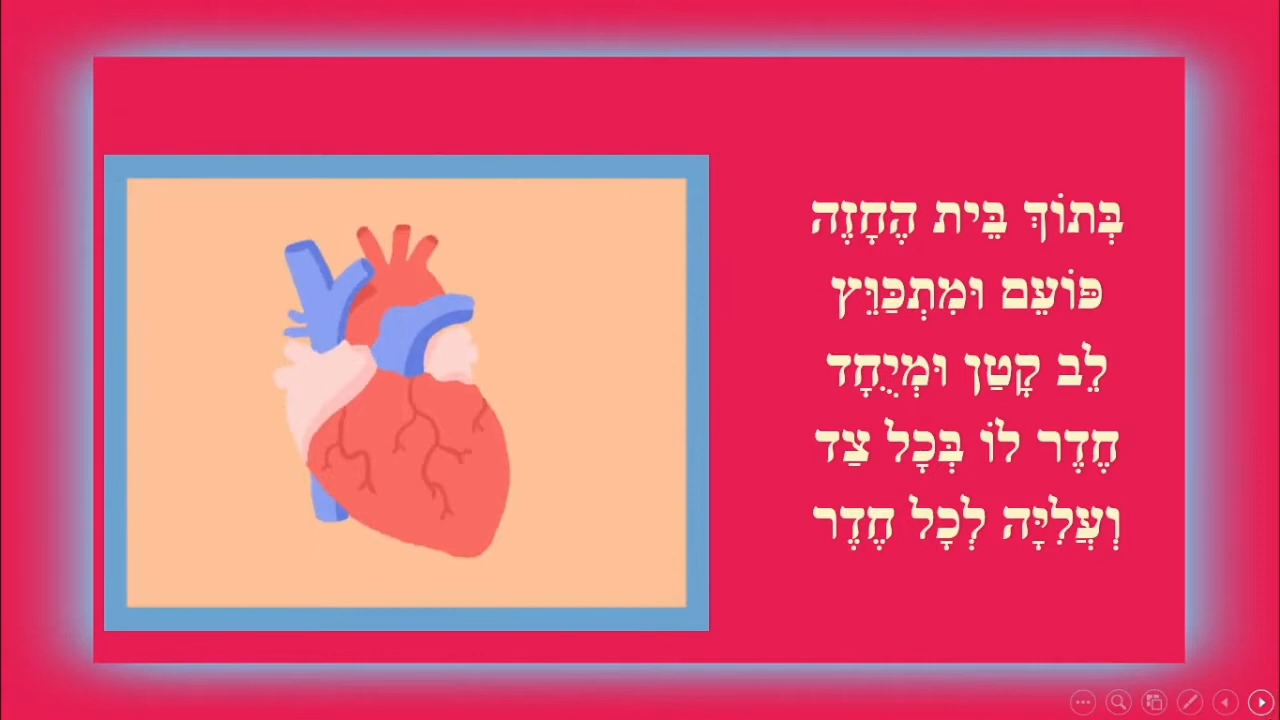 בְּתוֹךְ בֵּית הֶחָזֶה
פּוֹעֵם וּמִתְכַּוֵּץ
לֵב קָטָן וּמְיֻחָד
חֶדֶר לוֹ בְּכָל צַד
וְעֲלִיָּה לְכָל חֶדֶר